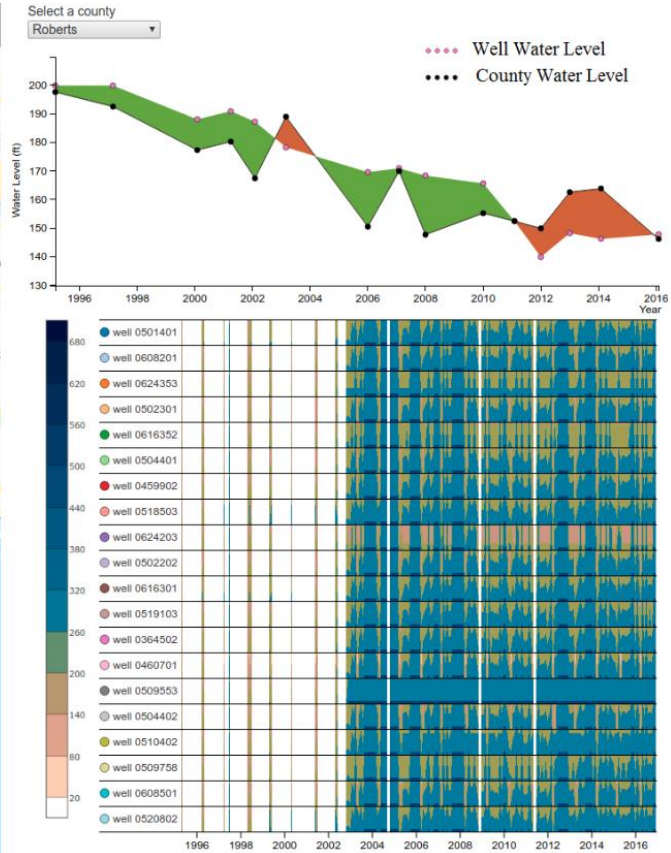 Select a county
Roberts
Well Water Level
County Water Level
Water Level (ft)
200
190
180
170
160
150
140
130
1996 1998 2000 2002 2004 2006 2008 2010 2012 2014 2016
Year
680
620
560
500
440
380
320
260
200
140
80
20
well 0501401
well 0608201
well 0624353
well 0502301
well 0616352
well 0504401
well 0459902
well 0518503
well 0624203
well 0502202
well 0616301
well 0519103
well 0364502
well 0460701
well 0509553
well 0504402
well 0510402
well 0509758
well 0608501
well 0520802
1996 1998 2000 2002 2004 2006 2008 2010 2012 2014 2016